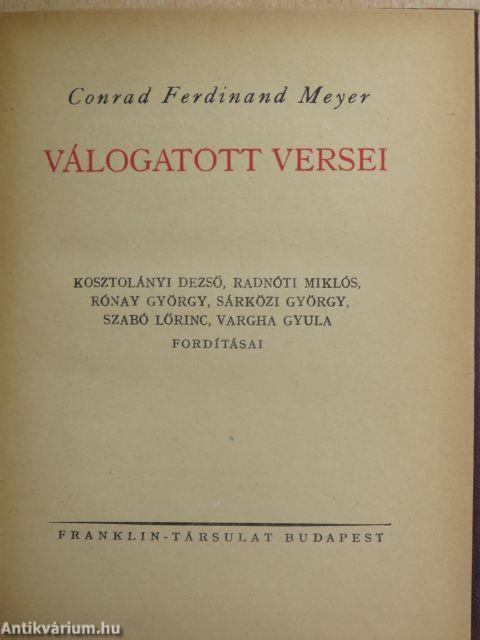 Conrad Ferdinand Meyer
VÁLOGATOTT VERSEI
KOSZTOLÁNYI DEZSŐ, RADNÓTI MIKLÓS,
RÓNAY GYÖRGY, SÁRKÖZI GYÖRGY,
SZABÓ LŐRINC, VARGHA GYULA
FORDÍTÁSAI
FRANKLIN-TÁRSULAT BUDAPEST
Antikvárium.hu